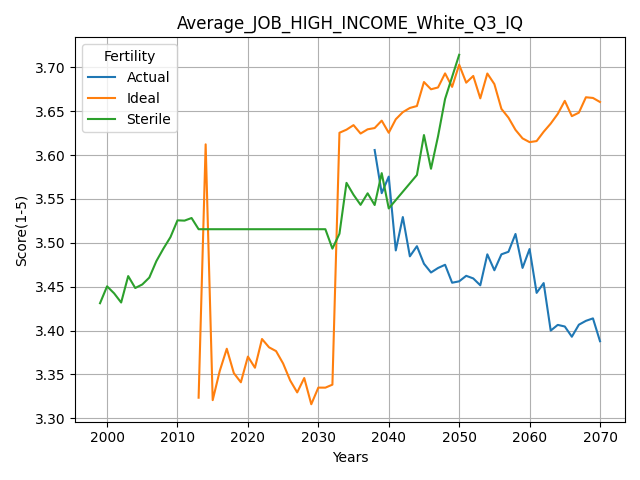 Average_JOB_HIGH_INCOME_White_Q3_IQ
Fertility
Actual
Ideal
Sterile
Score(1-5)
3.70
3.65
3.60
3.55
3.50
3.45
3.40
3.35
3.30
2000 2010 2020 2030 2040 2050 2060 2070
Years